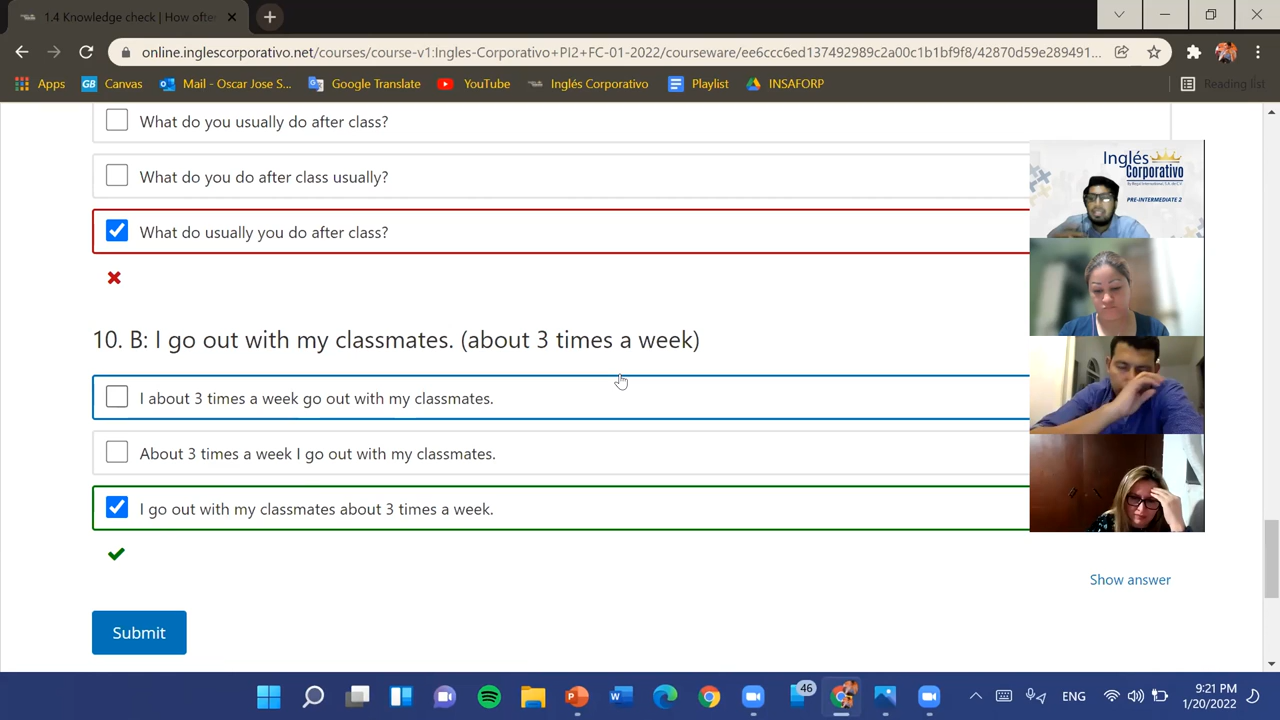 1.4 Knowledge check | How ofte
online.inglescorporativo.net/courses/course-v1:Ingles-Corporativo+PI2+FC-01-2022/courseware/ee6ccc6ed137492989c2a00c1b1bf9f8/42870d59e289491...
Apps
Canvas
Mail - Oscar Jose S...
Google Translate
YouTube
Inglés Corporativo
Playlist
INSAFORP
Reading list
What do you usually do after class?
What do you do after class usually?
What do usually you do after class?
Inglés
Corporativo
PRE-INTERMEDIATE 2
10. B: I go out with my classmates. (about 3 times a week)
I about 3 times a week go out with my classmates.
About 3 times a week I go out with my classmates.
I go out with my classmates about 3 times a week.
Show answer
Submit
46
ENG
9:21 PM
1/20/2022